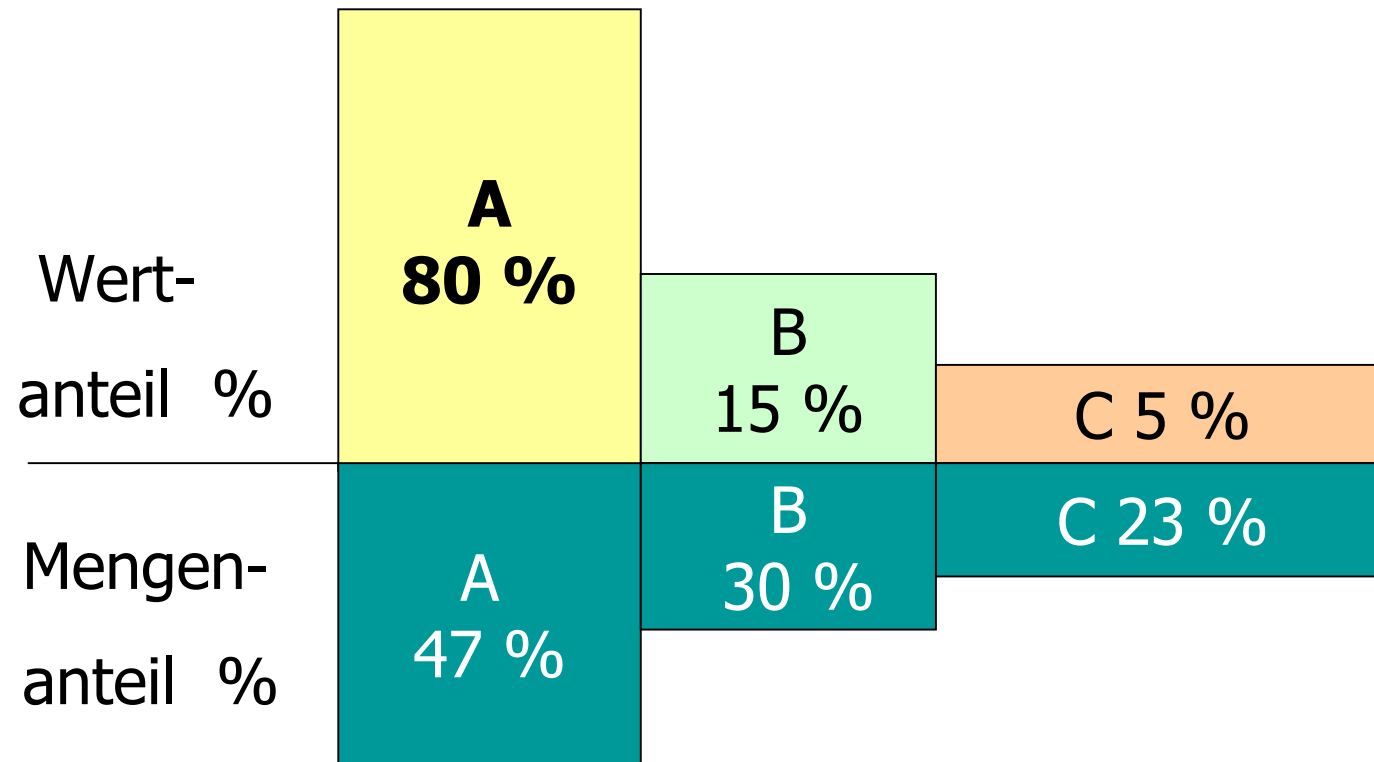 A
80 %
Wert-
anteil %
B
15 %
C 5 %
Mengen-
anteil %
A
47 %
B
30 %
C 23 %